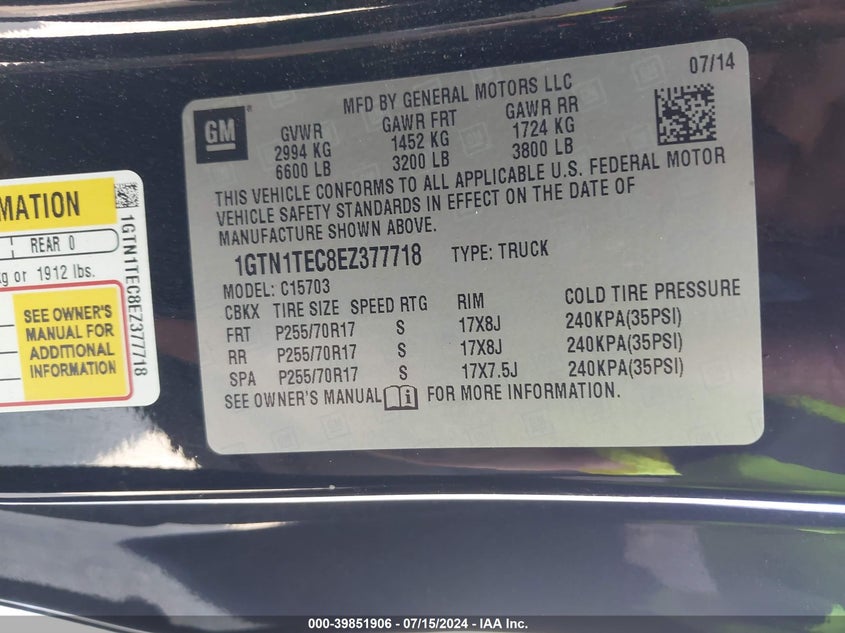 07/14
MFD BY GENERAL MOTORS LLC
GM
GVWR GAWR FRT GAWR RR
2994 KG 1452 KG 1724 KG
6600 LB 3200 LB 3800 LB
THIS VEHICLE CONFORMS TO ALL APPLICABLE U.S. FEDERAL MOTOR
VEHICLE SAFETY STANDARDS IN EFFECT ON THE DATE OF
MANUFACTURE SHOWN ABOVE.
1GTN1TEC8EZ377718 TYPE: TRUCK
MODEL: C15703
CBKX TIRE SIZE SPEED RTG RIM COLD TIRE PRESSURE
FRT P255/70R17 S 17X8J 240KPA(35PSI)
RR P255/70R17 S 17X8J 240KPA(35PSI)
SPA P255/70R17 S 17X7.5J 240KPA(35PSI)
SEE OWNER'S MANUAL FOR MORE INFORMATION.
REAR 0
kg or 1912 lbs.
SEE OWNER'S
MANUAL FOR
ADDITIONAL
INFORMATION
1GTN1TEC8EZ377718
000-39851906 - 07/15/2024 - IAA Inc.